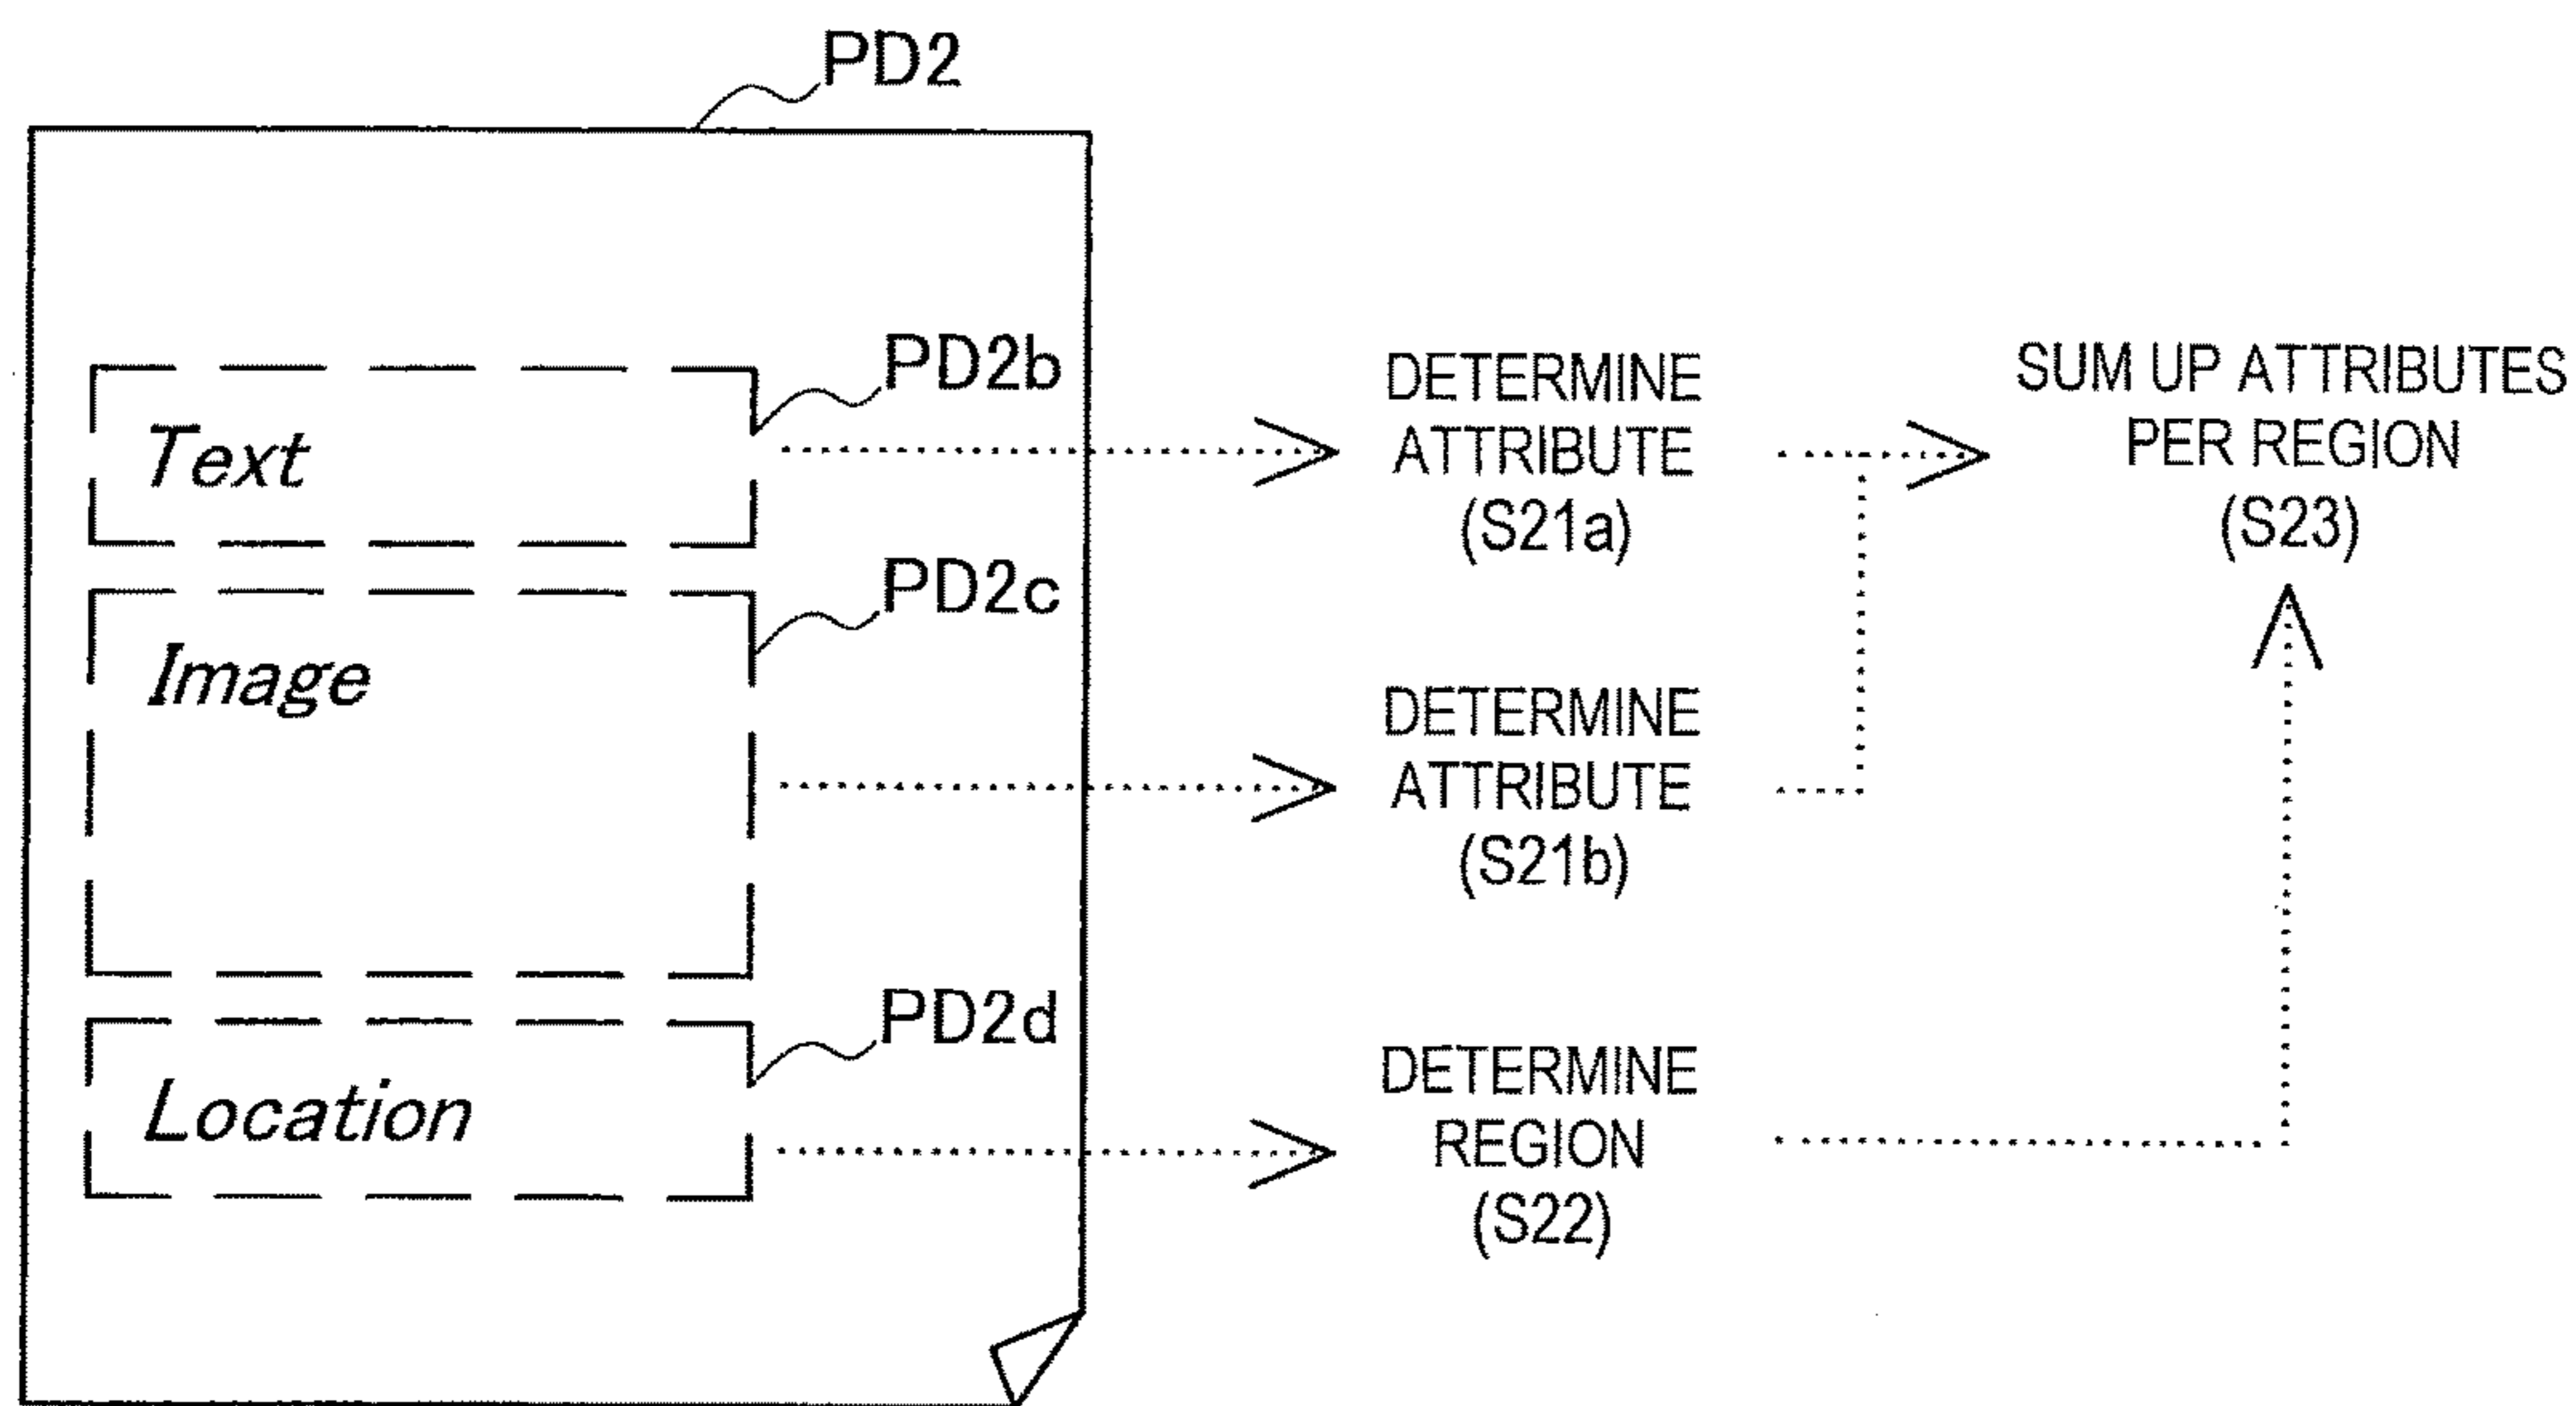 PD2
PD2b
Text
PD2c
Image
PD2d
Location
DETERMINE
ATTRIBUTE
(S21a)
DETERMINE
ATTRIBUTE
(S21b)
DETERMINE
REGION
(S22)
SUM UP ATTRIBUTES
PER REGION
(S23)